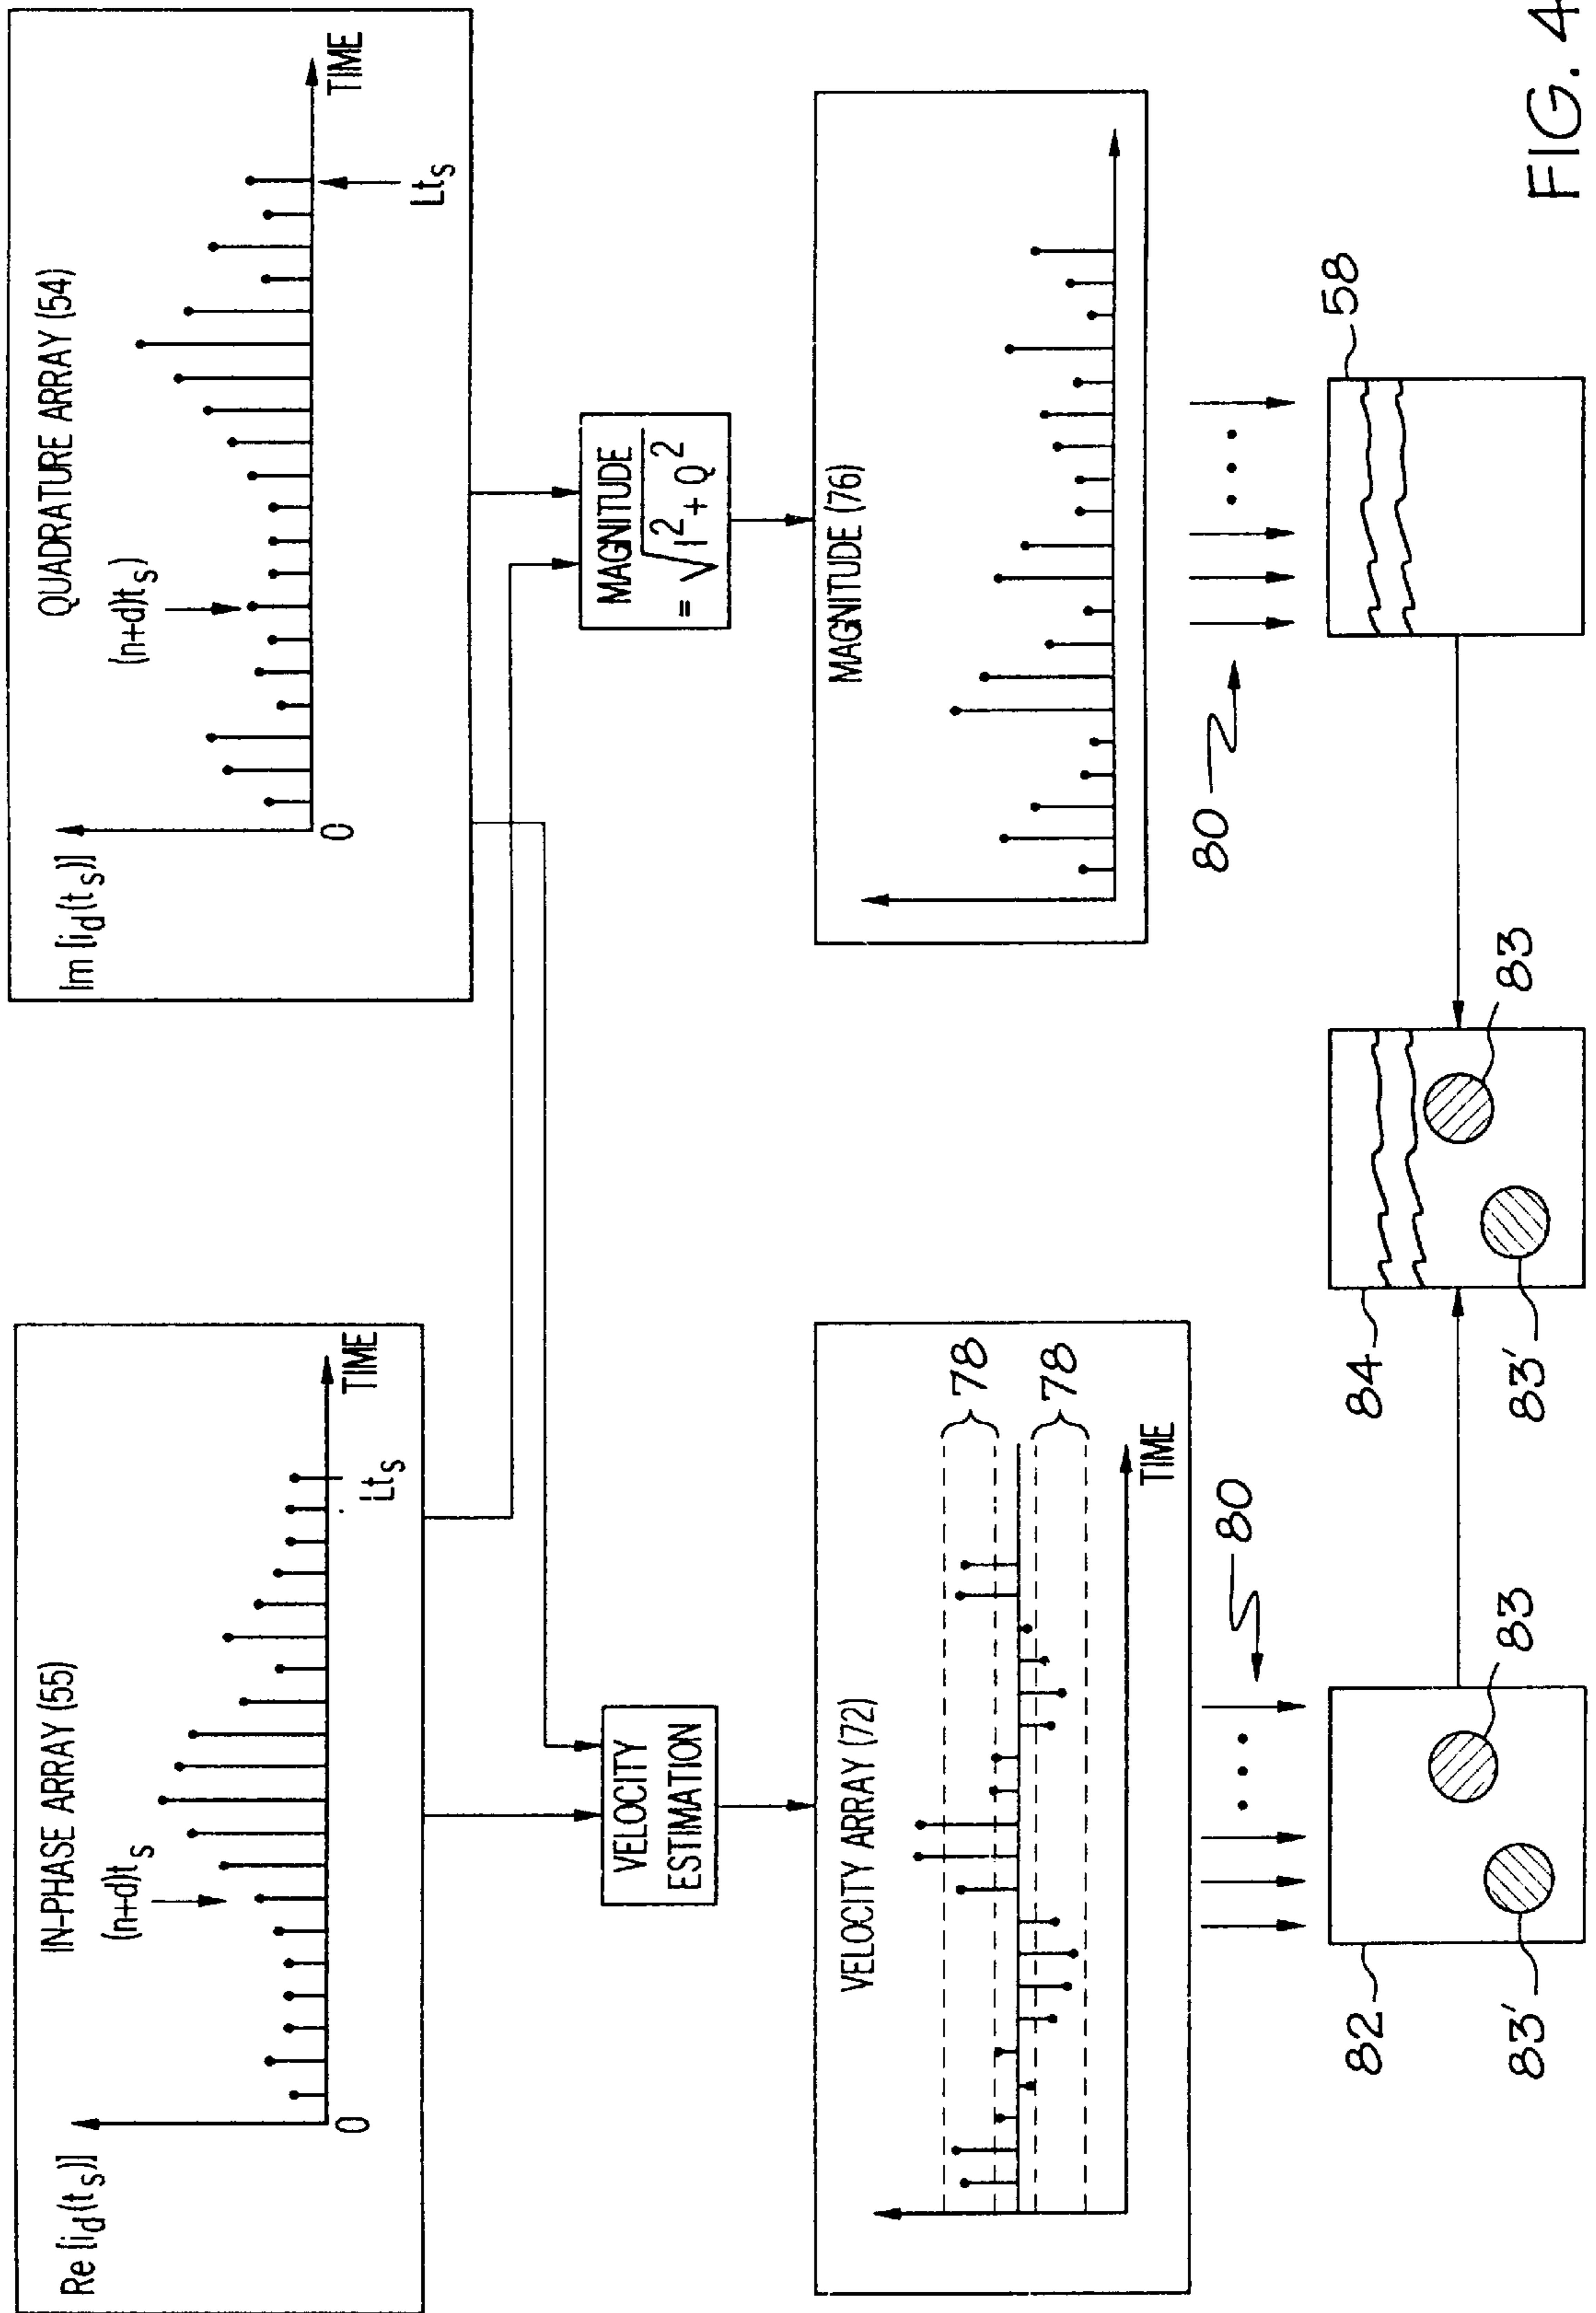 IN-PHASE ARRAY (55)
Re [i_d(t_s)]
(n+d)t_s
0
Lt_s
TIME
QUADRATURE ARRAY (54)
Im [i_d(t_s)]
(n+d)t_s
0
Lt_s
TIME
VELOCITY
ESTIMATION
MAGNITUDE
= √I² + Q²
VELOCITY ARRAY (72)
78
78
TIME
MAGNITUDE (76)
80
80
82
83
83'
84
83
83'
58
FIG. 4